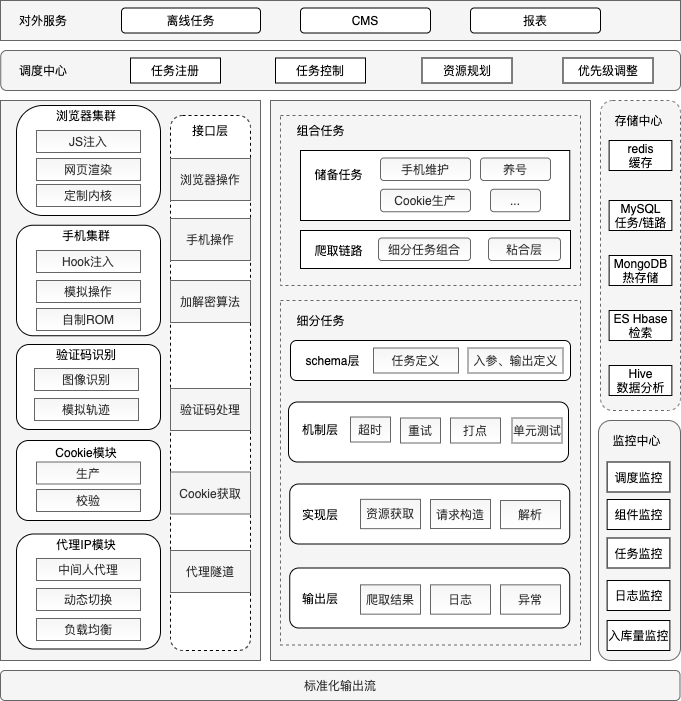 对外服务
离线任务
CMS
报表
调度中心
任务注册
任务控制
资源规划
优先级调整
浏览器集群
JS注入
网页渲染
定制内核
手机集群
Hook注入
模拟操作
自制ROM
验证码识别
图像识别
模拟轨迹
Cookie模块
生产
校验
代理IP模块
中间人代理
动态切换
负载均衡
接口层
浏览器操作
手机操作
加解密算法
验证码处理
Cookie获取
代理隧道
组合任务
储备任务
手机维护
养号
Cookie生产
...
爬取链路
细分任务组合
粘合层
细分任务
schema层
任务定义
入参、输出定义
机制层
超时
重试
打点
单元测试
实现层
资源获取
请求构造
解析
输出层
爬取结果
日志
异常
存储中心
redis
缓存
MySQL
任务/链路
MongoDB
热存储
ES Hbase
检索
Hive
数据分析
监控中心
调度监控
组件监控
任务监控
日志监控
入库量监控
标准化输出流